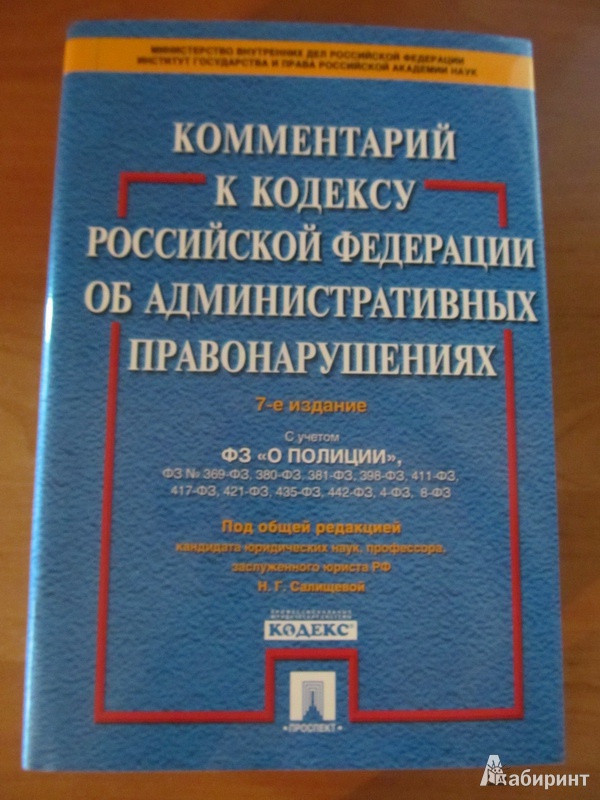 МИНИСТЕРСТВО ВНУТРЕННИХ ДЕЛ РОССИЙСКОЙ ФЕДЕРАЦИИ
ИНСТИТУТ ГОСУДАРСТВА И ПРАВА РОССИЙСКОЙ АКАДЕМИИ НАУК
КОММЕНТАРИЙ
К КОДЕКСУ
РОССИЙСКОЙ ФЕДЕРАЦИИ
ОБ АДМИНИСТРАТИВНЫХ
ПРАВОНАРУШЕНИЯХ
7-е издание
С учетом
ФЗ «О ПОЛИЦИИ»,
ФЗ № 369-ФЗ, 380-ФЗ, 381-ФЗ, 398-ФЗ, 411-ФЗ,
417-ФЗ, 421-ФЗ, 435-ФЗ, 442-ФЗ, 4-ФЗ, 8-ФЗ
Под общей редакцией
кандидата юридических наук, профессора,
заслуженного юриста РФ
Н. Г. Салищевой
КОДЕКС
•ПРОСПЕКТ•
Лабиринт